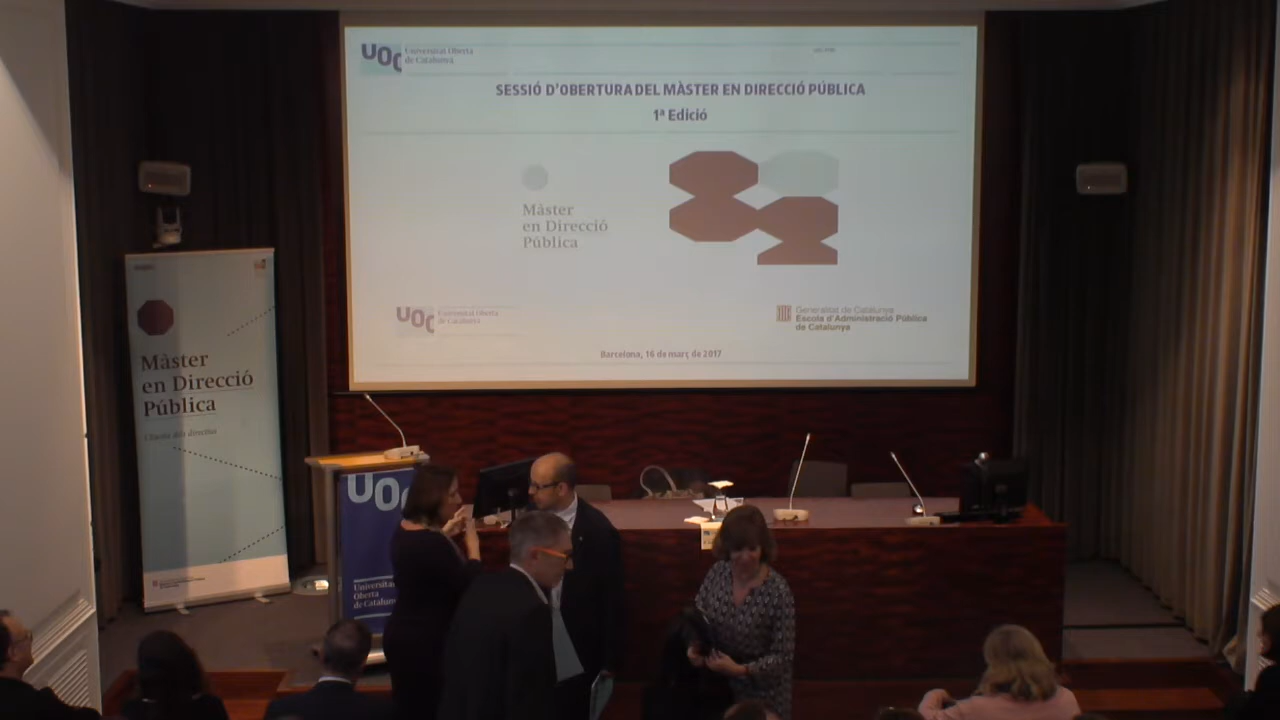 UOC
Universitat Oberta
de Catalunya
SESSIÓ D'OBERTURA DEL MÀSTER EN DIRECCIÓ PÚBLICA
1ª Edició
Màster
en Direcció
Pública
UOC
Universitat Oberta
de Catalunya
Generalitat de Catalunya
Escola d'Administració Pública
de Catalunya
Barcelona, 16 de març de 2017
Màster
en Direcció
Pública
UOC
Universitat
Oberta
de Catalunya